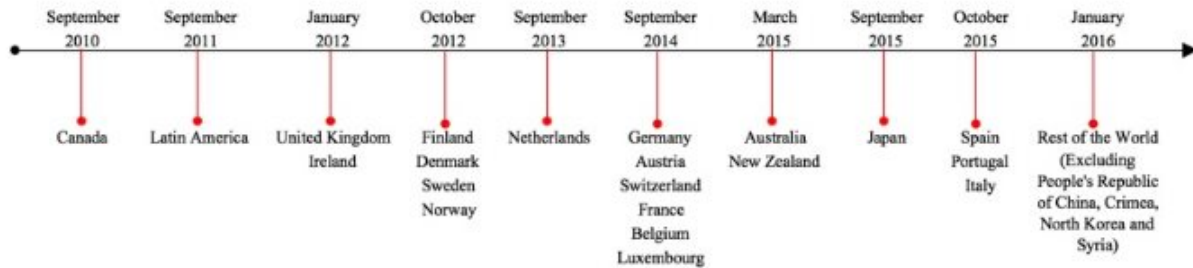 September
2010
Canada
September
2011
Latin America
January
2012
United Kingdom
Ireland
October
2012
Finland
Denmark
Sweden
Norway
September
2013
Netherlands
September
2014
Germany
Austria
Switzerland
France
Belgium
Luxembourg
March
2015
Australia
New Zealand
September
2015
Japan
October
2015
Spain
Portugal
Italy
January
2016
Rest of the World
(Excluding
People's Republic
of China, Crimea,
North Korea and
Syria)